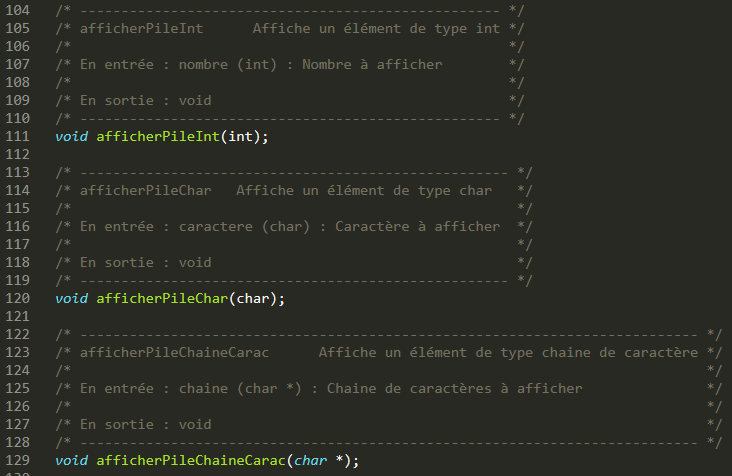 104 /* --------------------------------------------------- */
105 /* afficherPileInt      Affiche un élément de type int */
106 /*                                                     */
107 /* En entrée : nombre (int) : Nombre à afficher        */
108 /*                                                     */
109 /* En sortie : void                                    */
110 /* --------------------------------------------------- */
111 void afficherPileInt(int);
112
113 /* ---------------------------------------------------- */
114 /* afficherPileChar   Affiche un élément de type char   */
115 /*                                                      */
116 /* En entrée : caractere (char) : Caractère à afficher  */
117 /*                                                      */
118 /* En sortie : void                                     */
119 /* ---------------------------------------------------- */
120 void afficherPileChar(char);
121
122 /* --------------------------------------------------------------------------- */
123 /* afficherPileChaineCarac      Affiche un élément de type chaine de caractère */
124 /*                                                                             */
125 /* En entrée : chaine (char *) : Chaine de caractères à afficher               */
126 /*                                                                             */
127 /* En sortie : void                                                            */
128 /* --------------------------------------------------------------------------- */
129 void afficherPileChaineCarac(char *);